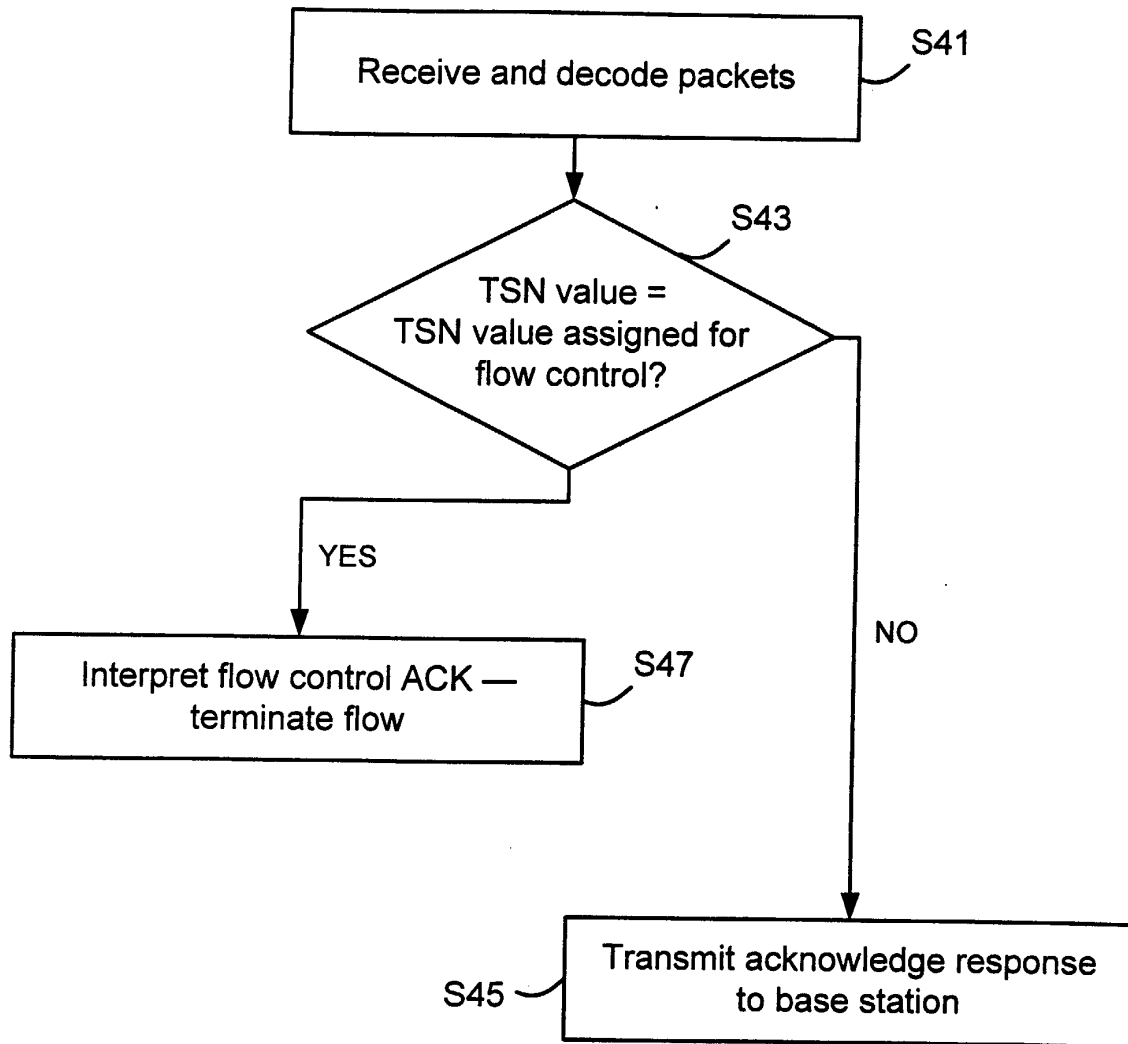 Receive and decode packets
S41
S43
TSN value =
TSN value assigned for
flow control?
YES
NO
Interpret flow control ACK —
terminate flow
S47
Transmit acknowledge response
to base station
S45